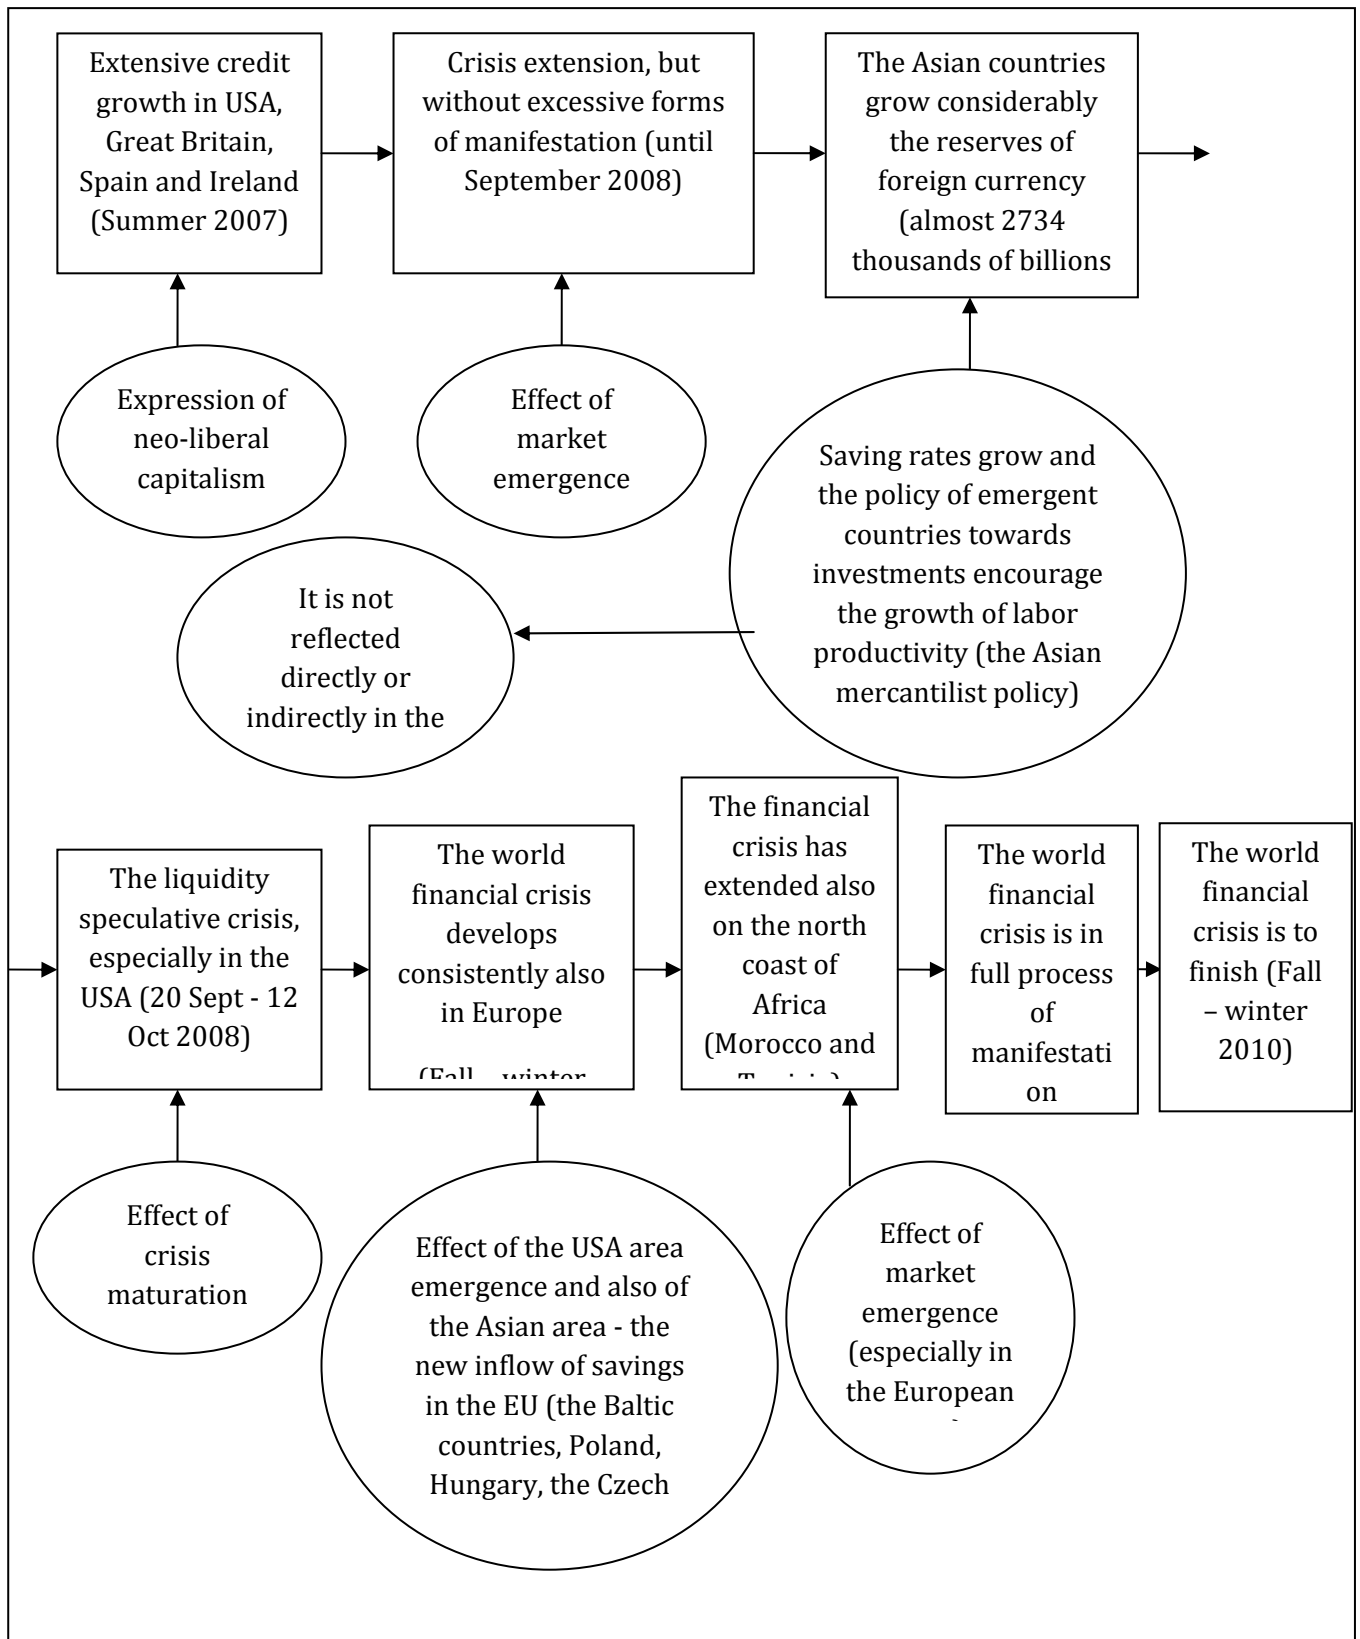 Extensive credit
growth in USA,
Great Britain,
Spain and Ireland
(Summer 2007)
Crisis extension, but
without excessive forms
of manifestation (until
September 2008)
The Asian countries
grow considerably
the reserves of
foreign currency
(almost 2734
thousands of billions
Expression of
neo-liberal
capitalism
Effect of
market
emergence
Saving rates grow and
the policy of emergent
countries towards
investments encourage
the growth of labor
productivity (the Asian
mercantilist policy)
It is not
reflected
directly or
indirectly in the
The liquidity
speculative crisis,
especially in the
USA (20 Sept - 12
Oct 2008)
The world
financial crisis
develops
consistently also
in Europe
(Fall – winter
The financial
crisis has
extended also
on the north
coast of
Africa
(Morocco and
The world
financial
crisis is in
full process
of
manifestati
on
The world
financial
crisis is to
finish (Fall
– winter
2010)
Effect of
crisis
maturation
Effect of the USA area
emergence and also of
the Asian area - the
new inflow of savings
in the EU (the Baltic
countries, Poland,
Hungary, the Czech
Effect of
market
emergence
(especially in
the European